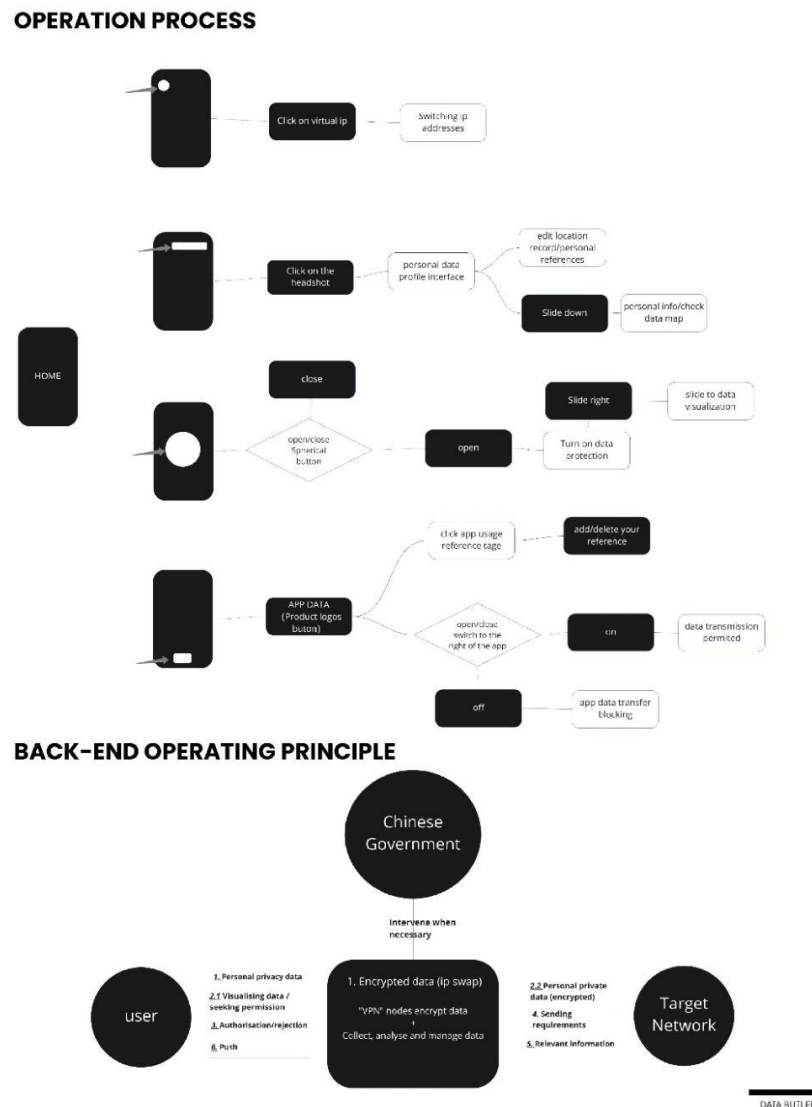 OPERATION PROCESS
Click on virtual ip
Switching ip
addresses
Click on the
headshot
personal data
profile interface
edit location
record/personal
references
Slide down
personal info/check
data map
HOME
close
open/close
Spherical
button
open
Turn on data
protection
Slide right
slide to data
visualization
APP DATA
(Product logos
buton)
click app usage
reference tage
add/delete your
reference
open/close
switch to the
right of the app
on
data transmission
permited
off
app data transfer
blocking
BACK-END OPERATING PRINCIPLE
Chinese
Government
Intervene when
necessary
user
1. Personal privacy data
2.1 Visualising data /
seeking permission
3. Authorisation/rejection
6. Push
1. Encrypted data (ip swap)
"VPN" nodes encrypt data
+
Collect, analyse and manage data
2.2 Personal private
data (encrypted)
4. Sending
requirements
5. Relevant information
Target
Network
DATA BUTLER